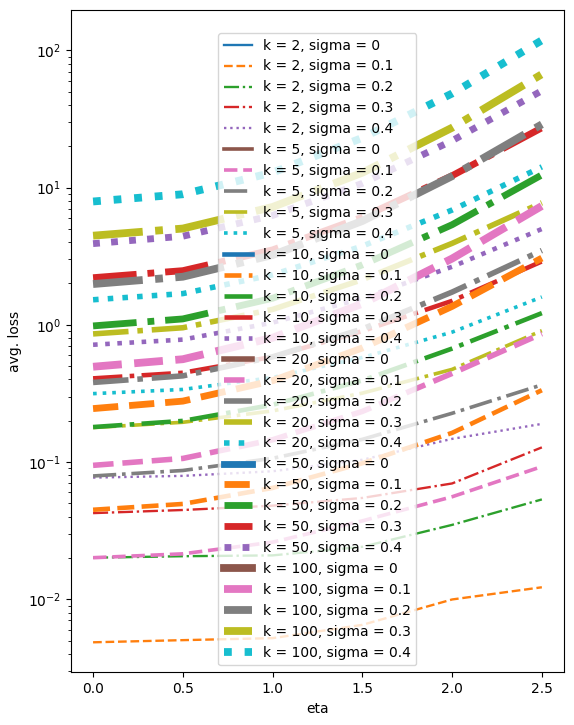 10²
10¹
10⁰
10⁻¹
10⁻²
avg. loss
k = 2, sigma = 0
k = 2, sigma = 0.1
k = 2, sigma = 0.2
k = 2, sigma = 0.3
k = 2, sigma = 0.4
k = 5, sigma = 0
k = 5, sigma = 0.1
k = 5, sigma = 0.2
k = 5, sigma = 0.3
k = 5, sigma = 0.4
k = 10, sigma = 0
k = 10, sigma = 0.1
k = 10, sigma = 0.2
k = 10, sigma = 0.3
k = 10, sigma = 0.4
k = 20, sigma = 0
k = 20, sigma = 0.1
k = 20, sigma = 0.2
k = 20, sigma = 0.3
k = 20, sigma = 0.4
k = 50, sigma = 0
k = 50, sigma = 0.1
k = 50, sigma = 0.2
k = 50, sigma = 0.3
k = 50, sigma = 0.4
k = 100, sigma = 0
k = 100, sigma = 0.1
k = 100, sigma = 0.2
k = 100, sigma = 0.3
k = 100, sigma = 0.4
0.0 0.5 1.0 1.5 2.0 2.5
eta